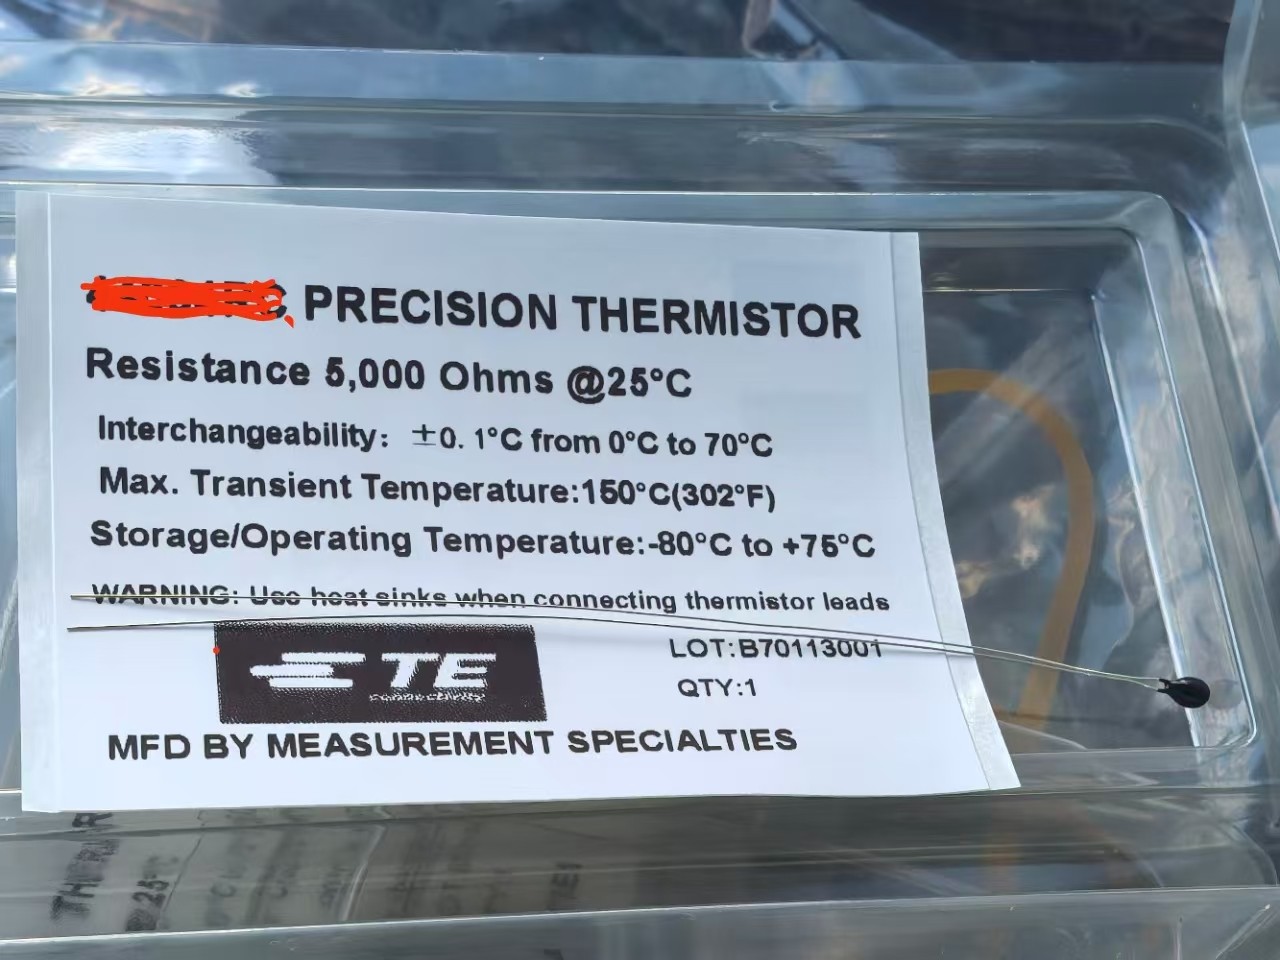 PRECISION THERMISTOR
Resistance 5,000 Ohms @25°C
Interchangeability: ±0. 1°C from 0°C to 70°C
Max. Transient Temperature:150°C(302°F)
Storage/Operating Temperature:-80°C to +75°C
WARNING: Use heat sinks when connecting thermistor leads
TE
connectivity
LOT:B70113001
QTY:1
MFD BY MEASUREMENT SPECIALTIES